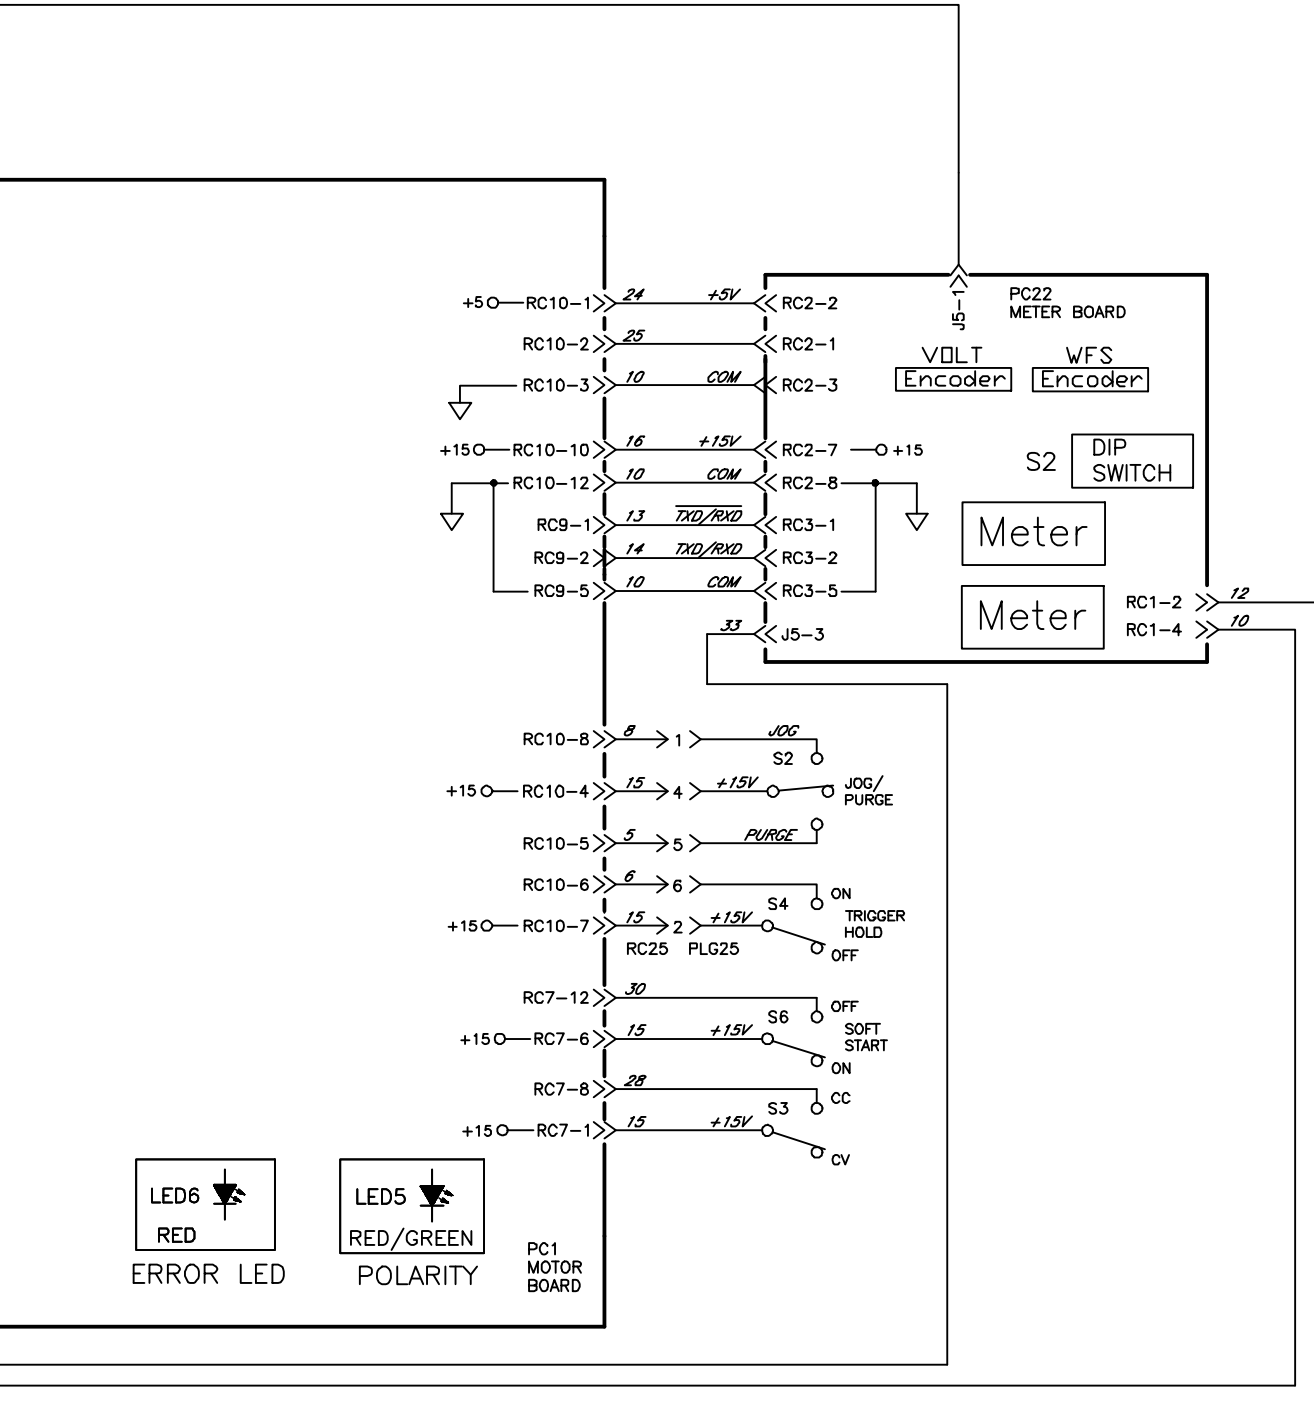 J5-1
PC22
METER BOARD
+5 RC10-1 24 +5V RC2-2
RC10-2 25 RC2-1
VOLT WFS
Encoder Encoder
RC10-3 10 COM RC2-3
+15 RC10-10 16 +15V RC2-7 +15
S2 DIP
SWITCH
RC10-12 10 COM RC2-8
RC9-1 13 TXD/RXD RC3-1
Meter
RC9-2 14 TXD/RXD RC3-2
RC9-5 10 COM RC3-5
Meter
RC1-2 12
RC1-4 10
33 J5-3
RC10-8 8 1 JOG
S2
+15 RC10-4 15 4 +15V
JOG/
PURGE
RC10-5 5 5 PURGE
RC10-6 6 6 ON
S4
TRIGGER
HOLD
+15 RC10-7 15 2 +15V
OFF
RC25 PLG25
RC7-12 30 OFF
S6
SOFT
START
+15 RC7-6 15 +15V
ON
RC7-8 28 CC
S3
+15 RC7-1 15 +15V
CV
LED6
RED
ERROR LED
LED5
RED/GREEN
POLARITY
PC1
MOTOR
BOARD